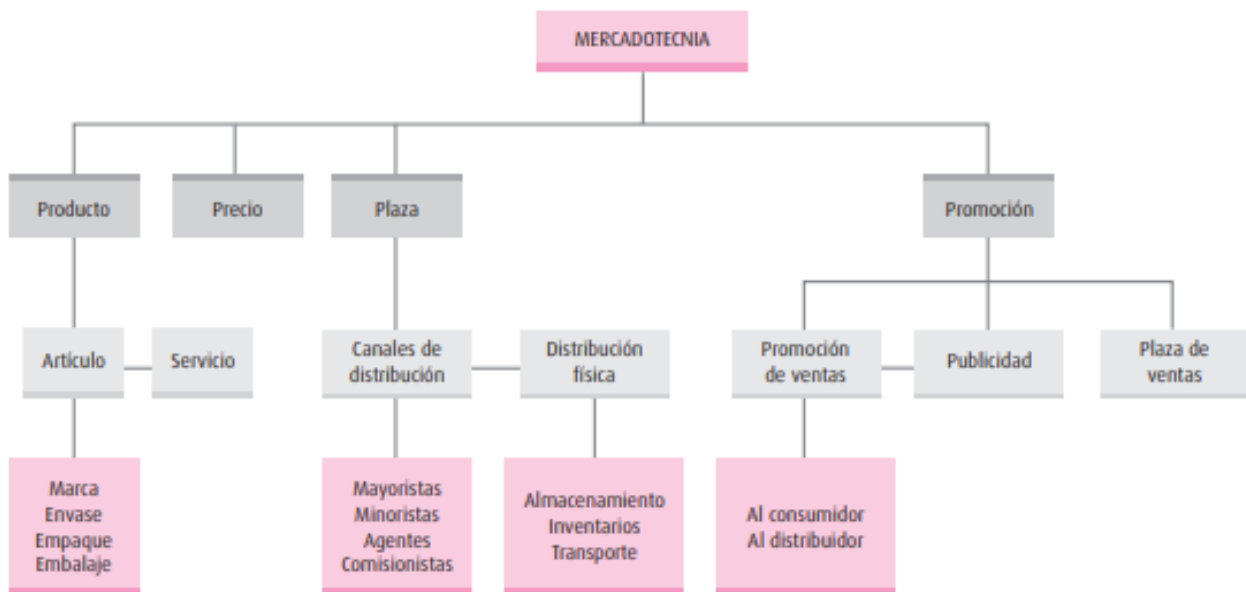 MERCADOTECNIA
Producto
Precio
Plaza
Promoción
Artículo
Servicio
Canales de
distribución
Distribución
física
Promoción
de ventas
Publicidad
Plaza de
ventas
Marca
Envase
Empaque
Embalaje
Mayoristas
Minoristas
Agentes
Comisionistas
Almacenamiento
Inventarios
Transporte
Al consumidor
Al distribuidor